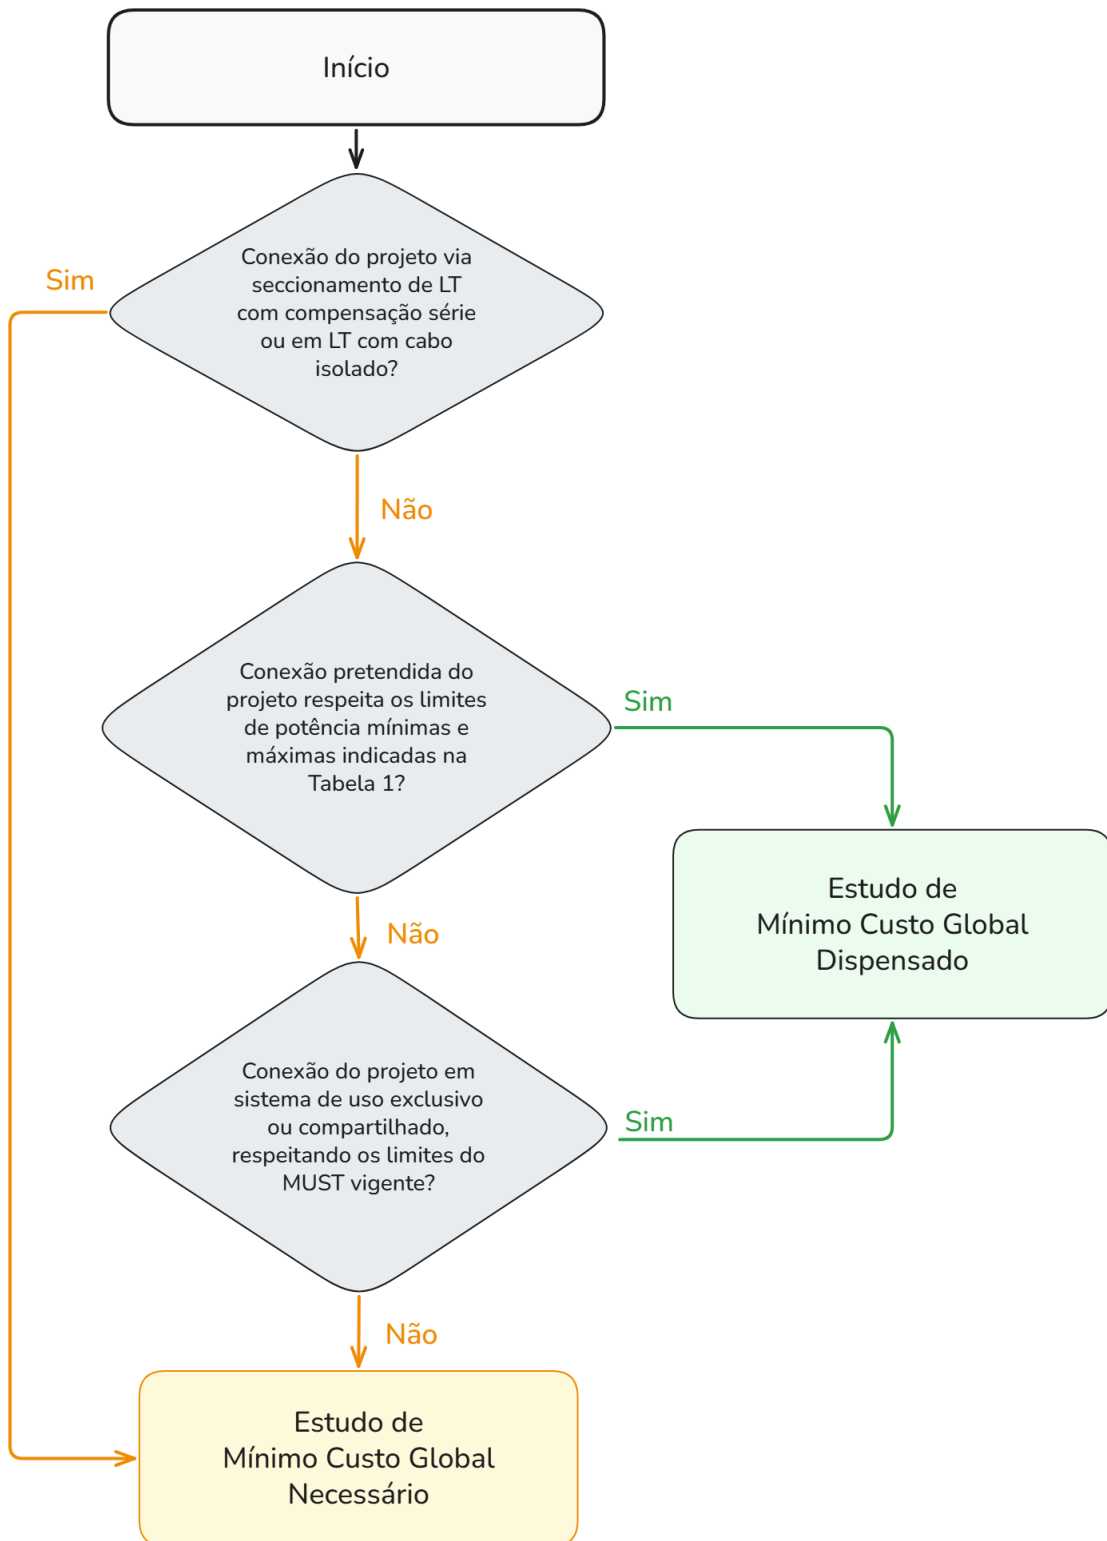 Início
Conexão do projeto via
seccionamento de LT
com compensação série
ou em LT com cabo
isolado?
Sim
Não
Conexão pretendida do
projeto respeita os limites
de potência mínimas e
máximas indicadas na
Tabela 1?
Sim
Estudo de
Mínimo Custo Global
Dispensado
Não
Conexão do projeto em
sistema de uso exclusivo
ou compartilhado,
respeitando os limites do
MUST vigente?
Sim
Não
Estudo de
Mínimo Custo Global
Necessário